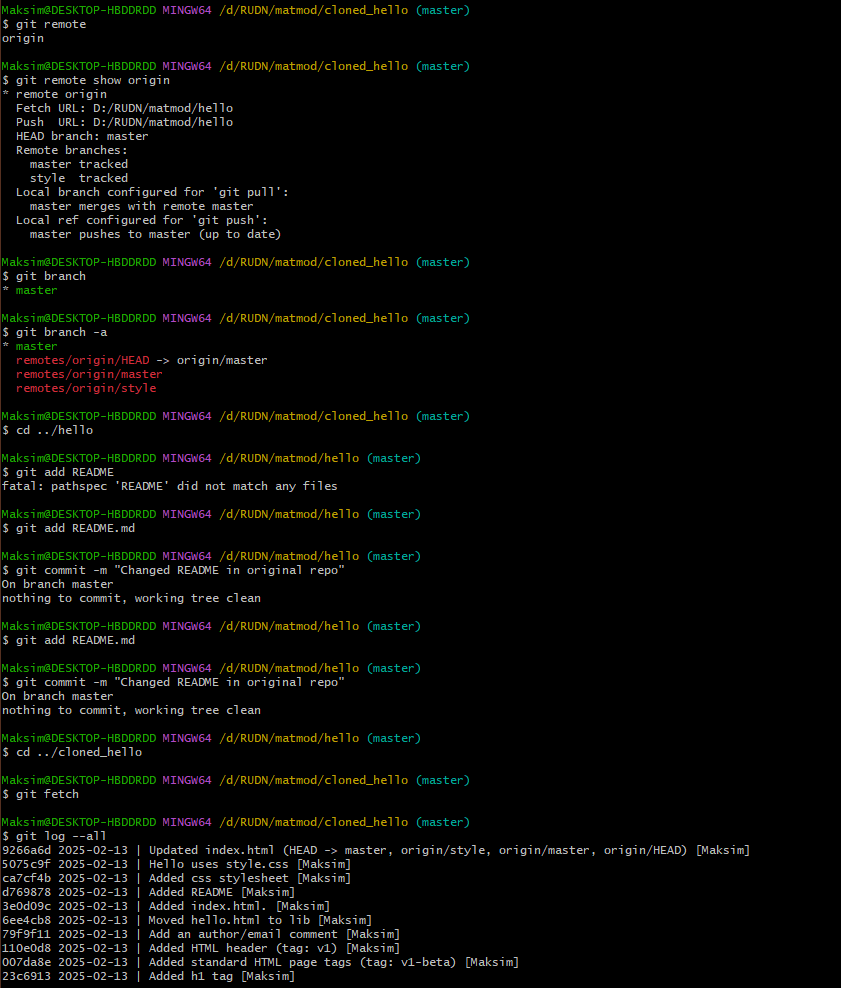 Maksim@DESKTOP-HBDDRDD MINGW64 /d/RUDN/matmod/cloned_hello (master)
$ git remote
origin

Maksim@DESKTOP-HBDDRDD MINGW64 /d/RUDN/matmod/cloned_hello (master)
$ git remote show origin
* remote origin
  Fetch URL: D:/RUDN/matmod/hello
  Push  URL: D:/RUDN/matmod/hello
  HEAD branch: master
  Remote branches:
    master tracked
    style  tracked
  Local branch configured for 'git pull':
    master merges with remote master
  Local ref configured for 'git push':
    master pushes to master (up to date)

Maksim@DESKTOP-HBDDRDD MINGW64 /d/RUDN/matmod/cloned_hello (master)
$ git branch
* master

Maksim@DESKTOP-HBDDRDD MINGW64 /d/RUDN/matmod/cloned_hello (master)
$ git branch -a
* master
  remotes/origin/HEAD -> origin/master
  remotes/origin/master
  remotes/origin/style

Maksim@DESKTOP-HBDDRDD MINGW64 /d/RUDN/matmod/cloned_hello (master)
$ cd ../hello

Maksim@DESKTOP-HBDDRDD MINGW64 /d/RUDN/matmod/hello (master)
$ git add README
fatal: pathspec 'README' did not match any files

Maksim@DESKTOP-HBDDRDD MINGW64 /d/RUDN/matmod/hello (master)
$ git add README.md

Maksim@DESKTOP-HBDDRDD MINGW64 /d/RUDN/matmod/hello (master)
$ git commit -m "Changed README in original repo"
On branch master
nothing to commit, working tree clean

Maksim@DESKTOP-HBDDRDD MINGW64 /d/RUDN/matmod/hello (master)
$ git add README.md

Maksim@DESKTOP-HBDDRDD MINGW64 /d/RUDN/matmod/hello (master)
$ git commit -m "Changed README in original repo"
On branch master
nothing to commit, working tree clean

Maksim@DESKTOP-HBDDRDD MINGW64 /d/RUDN/matmod/hello (master)
$ cd ../cloned_hello

Maksim@DESKTOP-HBDDRDD MINGW64 /d/RUDN/matmod/cloned_hello (master)
$ git fetch

Maksim@DESKTOP-HBDDRDD MINGW64 /d/RUDN/matmod/cloned_hello (master)
$ git log --all
9266a6d 2025-02-13 | Updated index.html (HEAD -> master, origin/style, origin/master, origin/HEAD) [Maksim]
5075c9f 2025-02-13 | Hello uses style.css [Maksim]
ca7cf4b 2025-02-13 | Added css stylesheet [Maksim]
d769878 2025-02-13 | Added README [Maksim]
3e0d09c 2025-02-13 | Added index.html. [Maksim]
6ee4cb8 2025-02-13 | Moved hello.html to lib [Maksim]
79f9f11 2025-02-13 | Add an author/email comment [Maksim]
110e0d8 2025-02-13 | Added HTML header (tag: v1) [Maksim]
007da8e 2025-02-13 | Added standard HTML page tags (tag: v1-beta) [Maksim]
23c6913 2025-02-13 | Added h1 tag [Maksim]